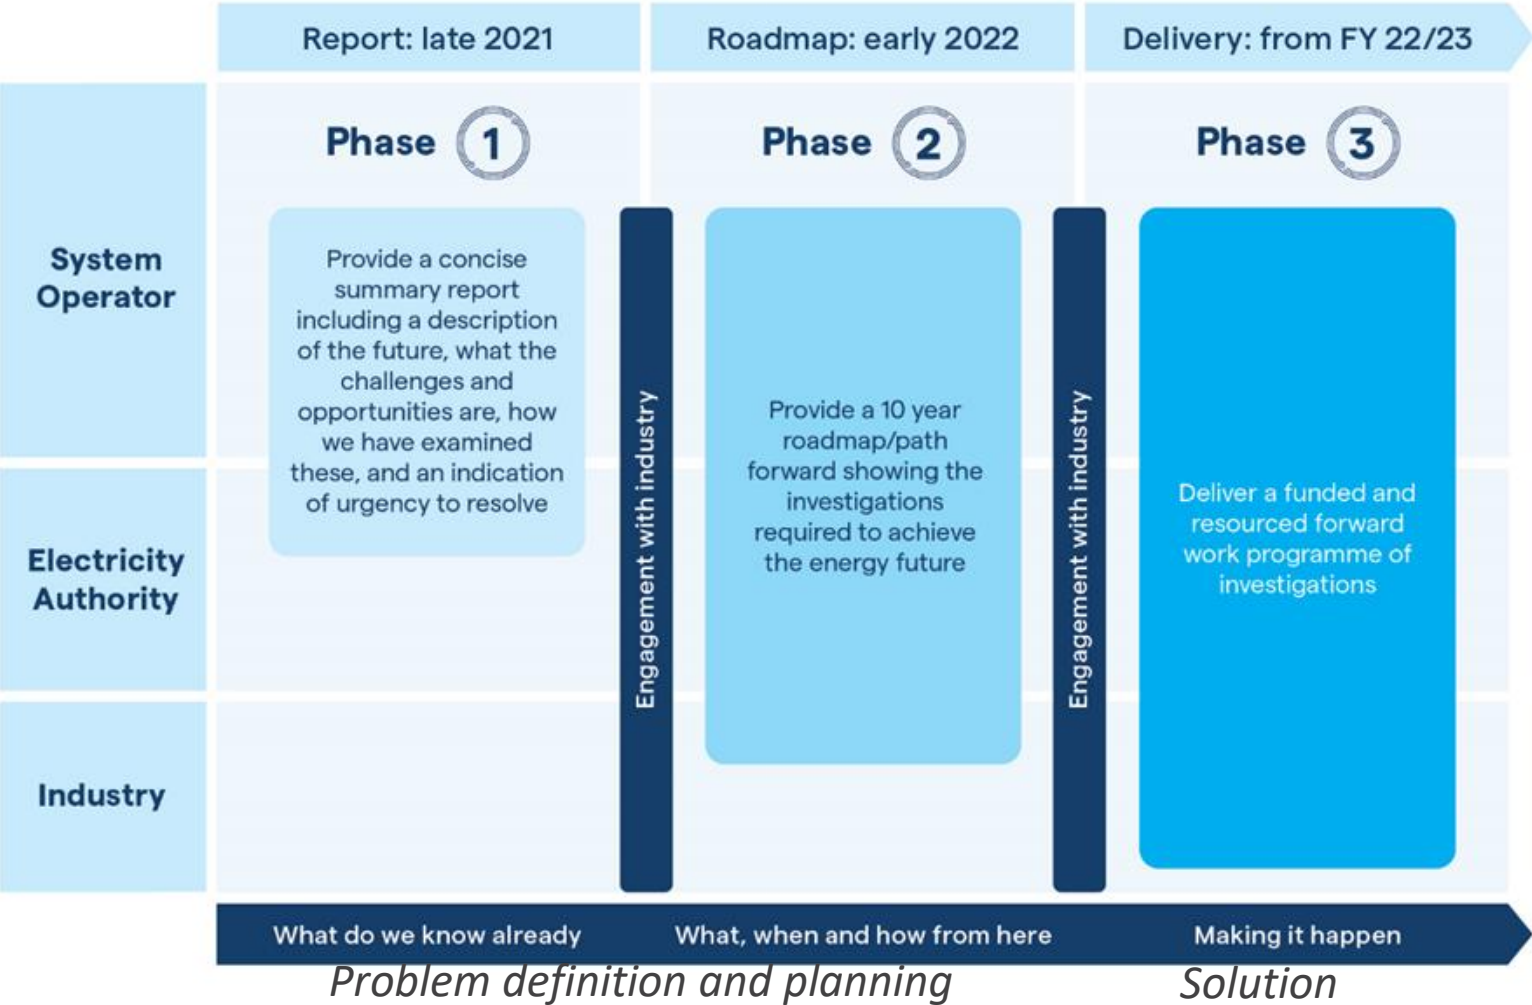 Report: late 2021
Roadmap: early 2022
Delivery: from FY 22/23
Phase 1
Phase 2
Phase 3
System
Operator
Electricity
Authority
Industry
Provide a concise
summary report
including a description
of the future, what the
challenges and
opportunities are, how
we have examined
these, and an indication
of urgency to resolve
Engagement with industry
Provide a 10 year
roadmap/path
forward showing the
investigations
required to achieve
the energy future
Engagement with industry
Deliver a funded and
resourced forward
work programme of
investigations
What do we know already
What, when and how from here
Making it happen
Problem definition and planning
Solution